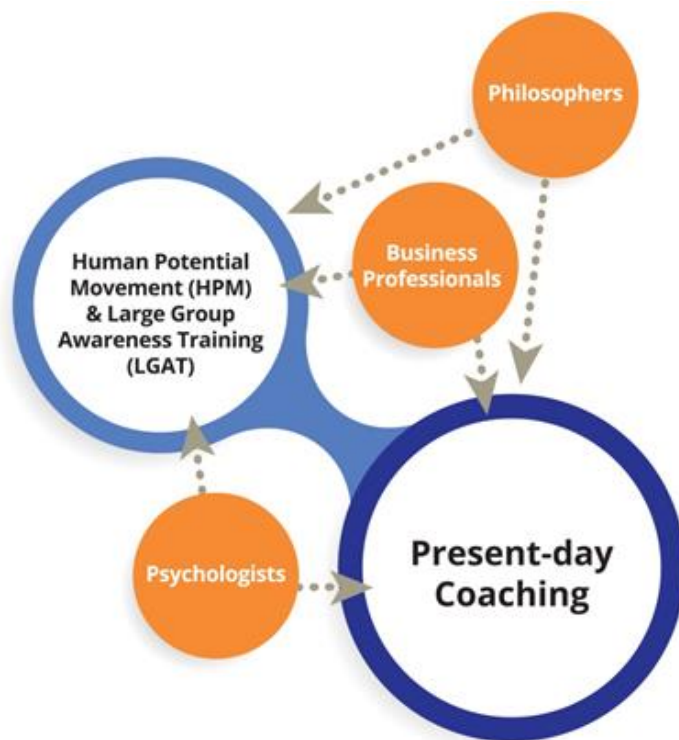 Philosophers
Business
Professionals
Human Potential
Movement (HPM)
& Large Group
Awareness Training
(LGAT)
Psychologists
Present-day
Coaching